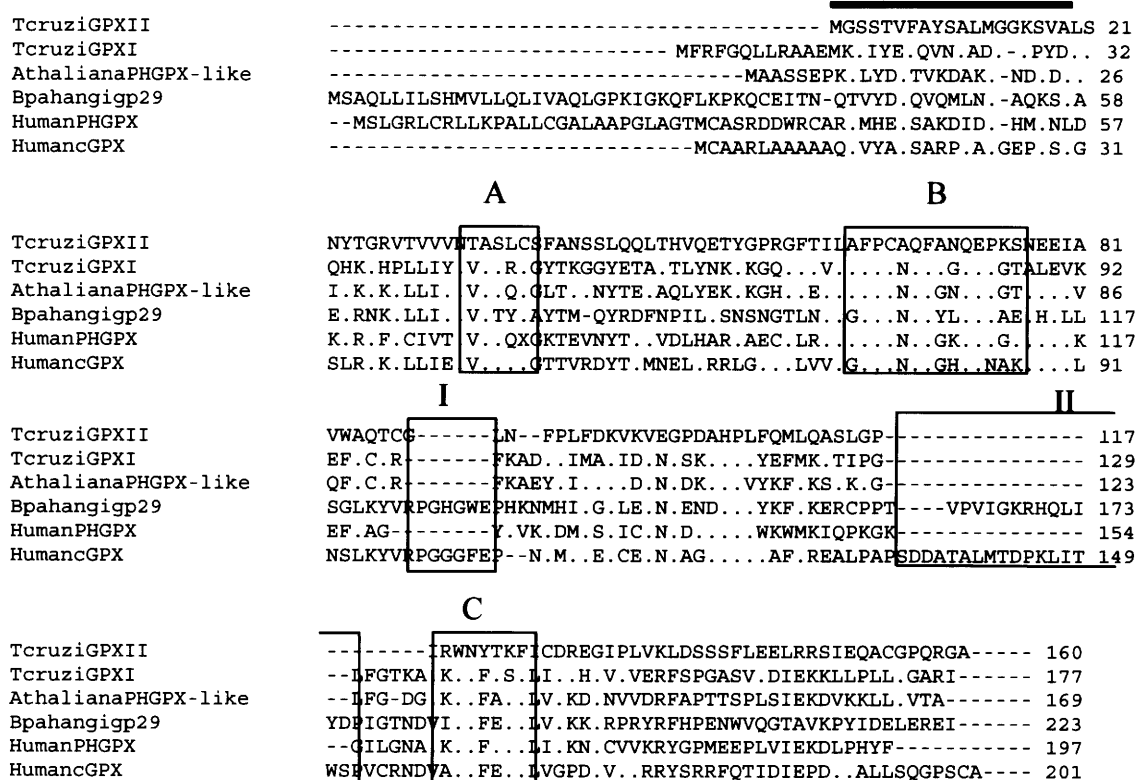 TcruziGPXII --------------------------------------MGSSTVFAYSALMGGKSVALS 21
TcruziGPXI --------------------------MFRFGQLLRAAEMK.IYE.QVN.AD.-.PYD.. 32
AthalianaPHGPX-like --------------------------------MAASSEPK.LYD.TVKDAK.-ND.D.. 26
Bpahangigp29 MSAQLLILSHMVLLQLIVAQLGPKIGKQFLKPKQCEITN-QTVYD.QVQMLN.AQKS.A 58
HumanPHGPX --MSLGRLCRLLKPALLCGALAAPGLAGTMCASRDDWRCAR.MHE.SAKDID.-HM.NLD 57
HumancGPX ----------------------------MCAARLAAAAAQ.VYA.SARP.A.GEP.S.G 31
A B
TcruziGPXII NYTGRVTVVVNTASLCSFANSSLQQLTHVQETYGPRGFTILAFPCAQFANQEPKSNEEIA 81
TcruziGPXI QHK.HPLLIY.V..R.GYTKGGYETA.TLYNK.KGQ...V.....N...G...GTALEVK 92
AthalianaPHGPX-like I.K.K.LLI..V..Q.GLT..NYTE.AQLYEK.KGH..E......N...GN..GT....V 86
Bpahangigp29 E.RNK.LLI..V.TY.AYTM-QYRDFNPIL.SNSNGTLN..G...N...YL...AE.H.LL 117
HumanPHGPX K.R.F.CIVT.V..QXGKTEVNYT..VDLHAR.AEC.LR......N...GK...G.....K 117
HumancGPX SLR.K.LLIE.V....GTTVRDYT.MNEL.RRLG...LVV.G...N...GH..NAK....L 91
I II
TcruziGPXII VWAQTCG------LN--FPLFDKVKVEGPDAHPLFQMLQASLGP--------------- 117
TcruziGPXI EF.C.R-------FKAD..IMA.ID.N.SK....YEFMK.TIPG--------------- 129
AthalianaPHGPX-like QF.C.R-------FKAEY.I....D.N.DK...VYKF.KS.K.G--------------- 123
Bpahangigp29 SGLKYVRPGHGWEPHKNMHI.G.LE.N.END...YKF.KERCPPT----VPVIGKRHQLI 173
HumanPHGPX EF.AG--------Y.VK.DM.S.IC.N.D.....WKWMKIQPKGK-------------- 154
HumancGPX NSLKYVRPGGGFEP--N.M..E.CE.N.AG.....AF.REALPAPSDDATALMTDPKLIT 149
C
TcruziGPXII --------IRWNYTKFICDREGIPLVKLDSSSFLEELRRSIEQACGPQRGA----- 160
TcruziGPXI --LFGTKA.K..F.S.LI..H.V.VERFSPGASV.DIEKKLLPLL.GARI----- 177
AthalianaPHGPX-like --LFG-DG.K..FA..LV.KD.NVVDRFAPTTSPLSIEKDVKKLL.VTA------ 169
Bpahangigp29 YDPIGTNDVI..FE..LV.KK.RPRYRFHPENWVQGTAVKPYIDELEREI----- 223
HumanPHGPX --GILGNA.K..F...LI.KN.CVVKRYGPMEEPLVIEKDLPHYF---------- 197
HumancGPX WSPVCRNDVA..FE..LVGPD.V..RRYSRRFQTIDIEPD..ALLSQGPSCA-- 201